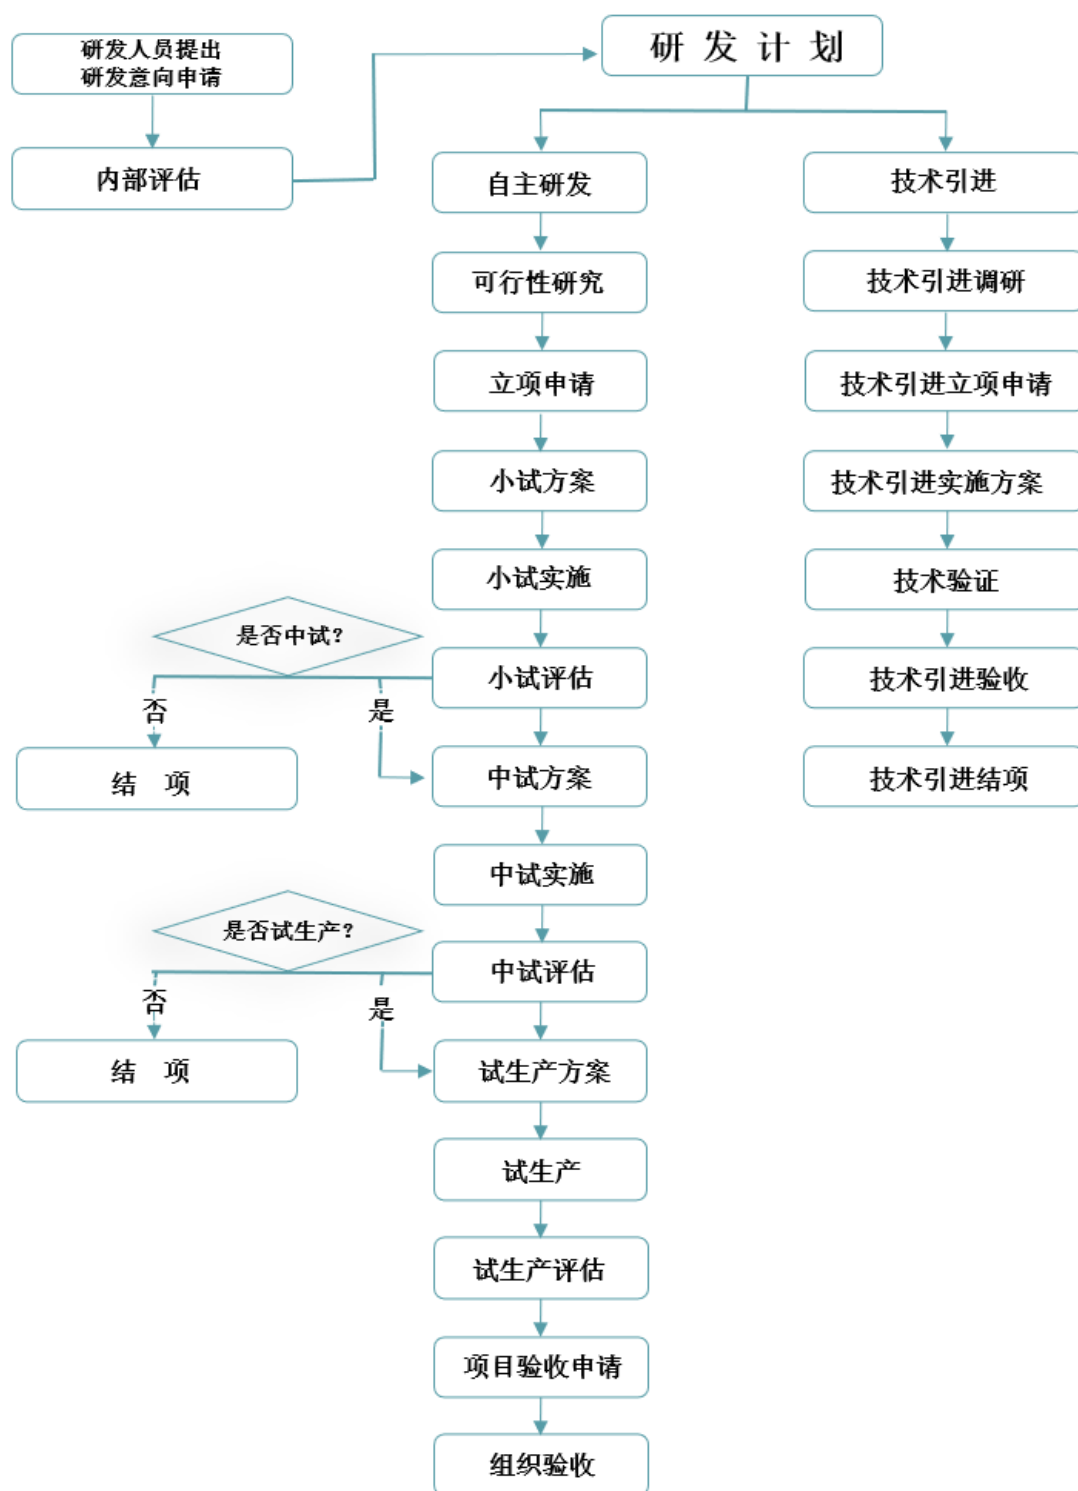 研发人员提出
研发意向申请
内部评估
研 发 计 划
自主研发
技术引进
可行性研究
技术引进调研
立项申请
技术引进立项申请
小试方案
技术引进实施方案
小试实施
技术验证
是否中试？
小试评估
技术引进验收
否
是
结 项
中试方案
技术引进结项
中试实施
是否试生产？
中试评估
否
是
结 项
试生产方案
试生产
试生产评估
项目验收申请
组织验收